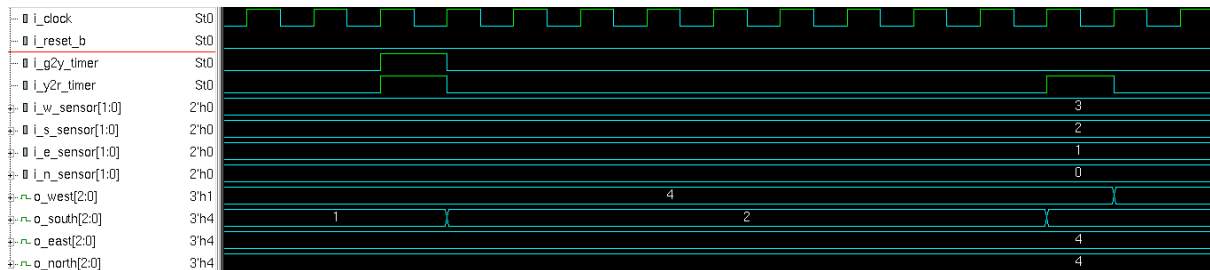 i_clock St0
i_reset_b St0
i_g2y_timer St0
i_y2r_timer St0
i_w_sensor[1:0] 2'h0 3
i_s_sensor[1:0] 2'h0 2
i_e_sensor[1:0] 2'h0 1
i_n_sensor[1:0] 2'h0 0
o_west[2:0] 3'h1 4
o_south[2:0] 3'h4 1 2
o_east[2:0] 3'h4 4
o_north[2:0] 3'h4 4